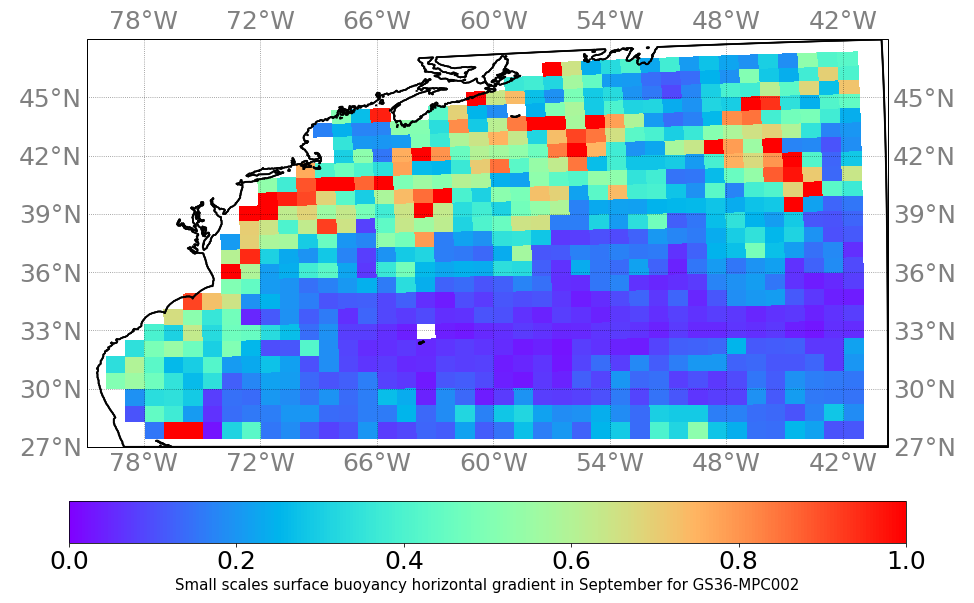 78°W 72°W 66°W 60°W 54°W 48°W 42°W
45°N 45°N
42°N 42°N
39°N 39°N
36°N 36°N
33°N 33°N
30°N 30°N
27°N 27°N
78°W 72°W 66°W 60°W 54°W 48°W 42°W
0.0 0.2 0.4 0.6 0.8 1.0
Small scales surface buoyancy horizontal gradient in September for GS36-MPC002